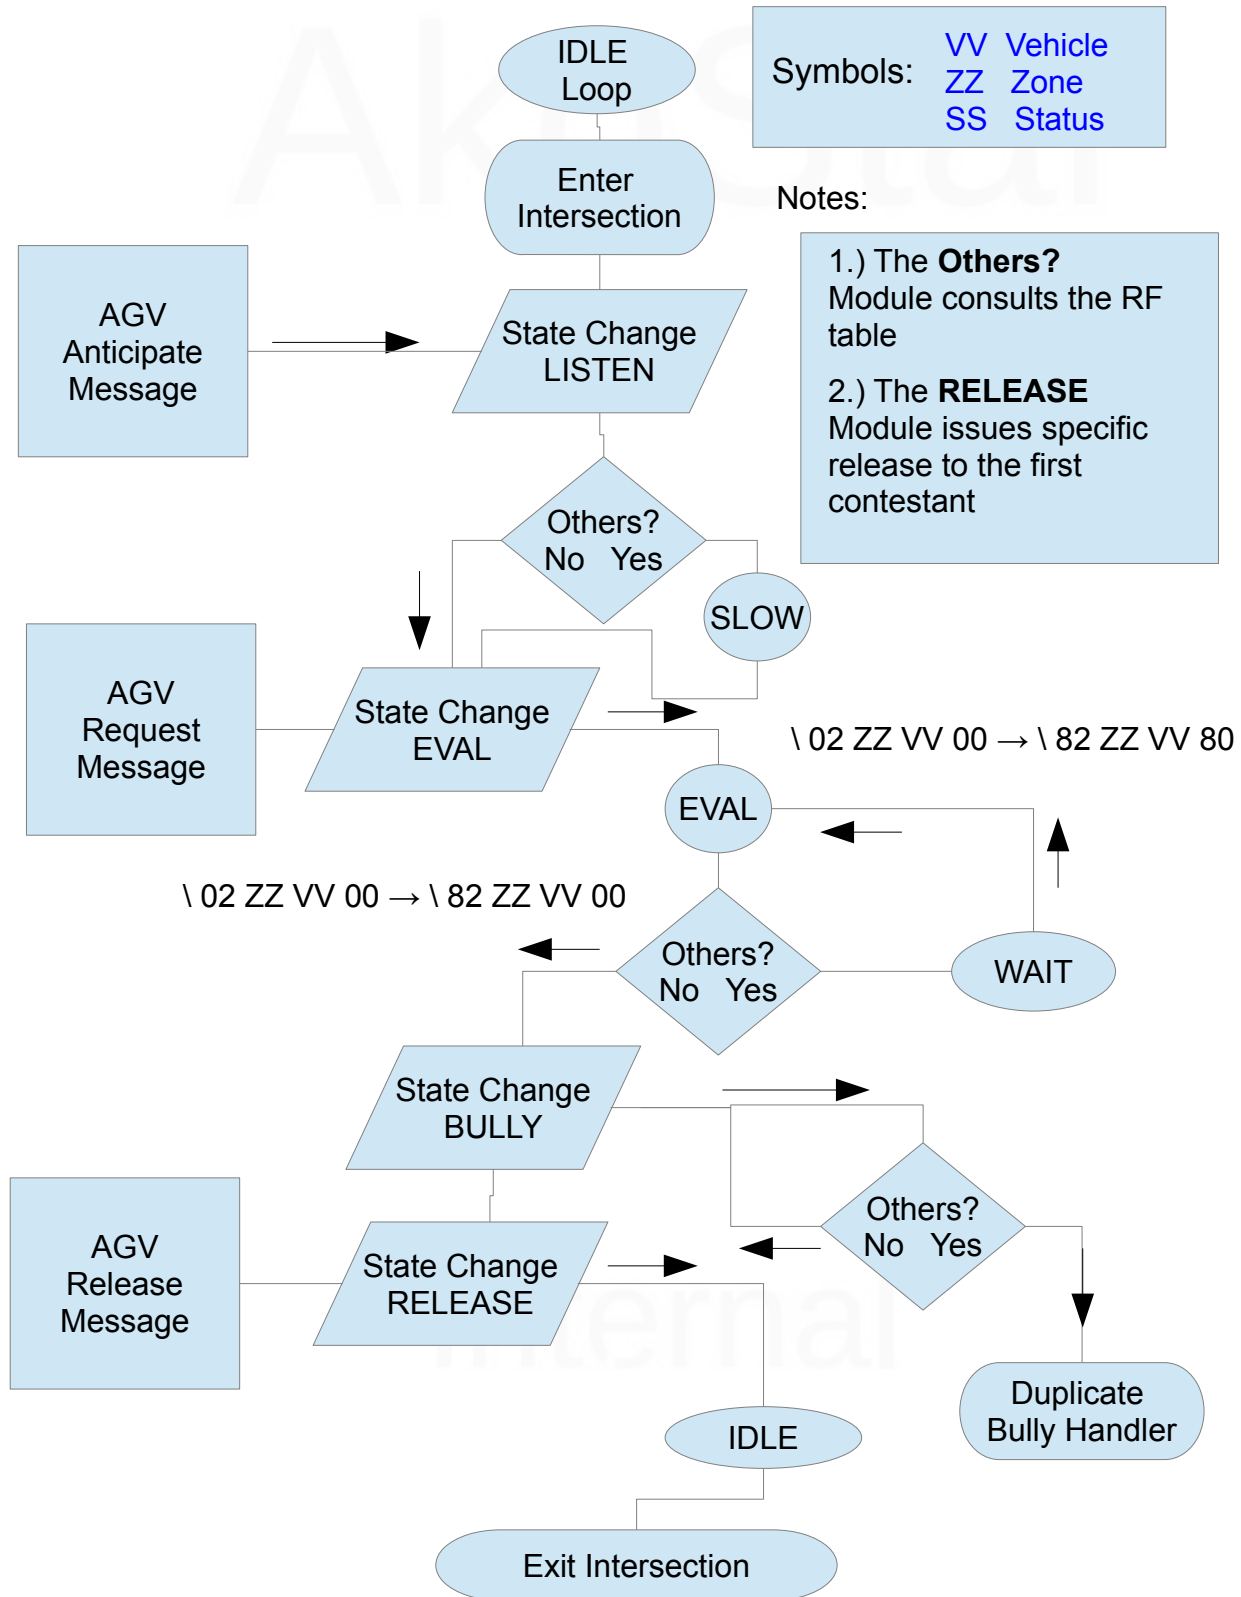 IDLE
Loop
Symbols:
VV Vehicle
ZZ Zone
SS Status
Enter
Intersection
Notes:
1.) The Others?
Module consults the RF
table
2.) The RELEASE
Module issues specific
release to the first
contestant
AGV
Anticipate
Message
State Change
LISTEN
Others?
No Yes
SLOW
AGV
Request
Message
State Change
EVAL
\ 02 ZZ VV 00 → \ 82 ZZ VV 80
EVAL
\ 02 ZZ VV 00 → \ 82 ZZ VV 00
Others?
No Yes
WAIT
State Change
BULLY
Others?
No Yes
AGV
Release
Message
State Change
RELEASE
Internal
Duplicate
Bully Handler
IDLE
Exit Intersection